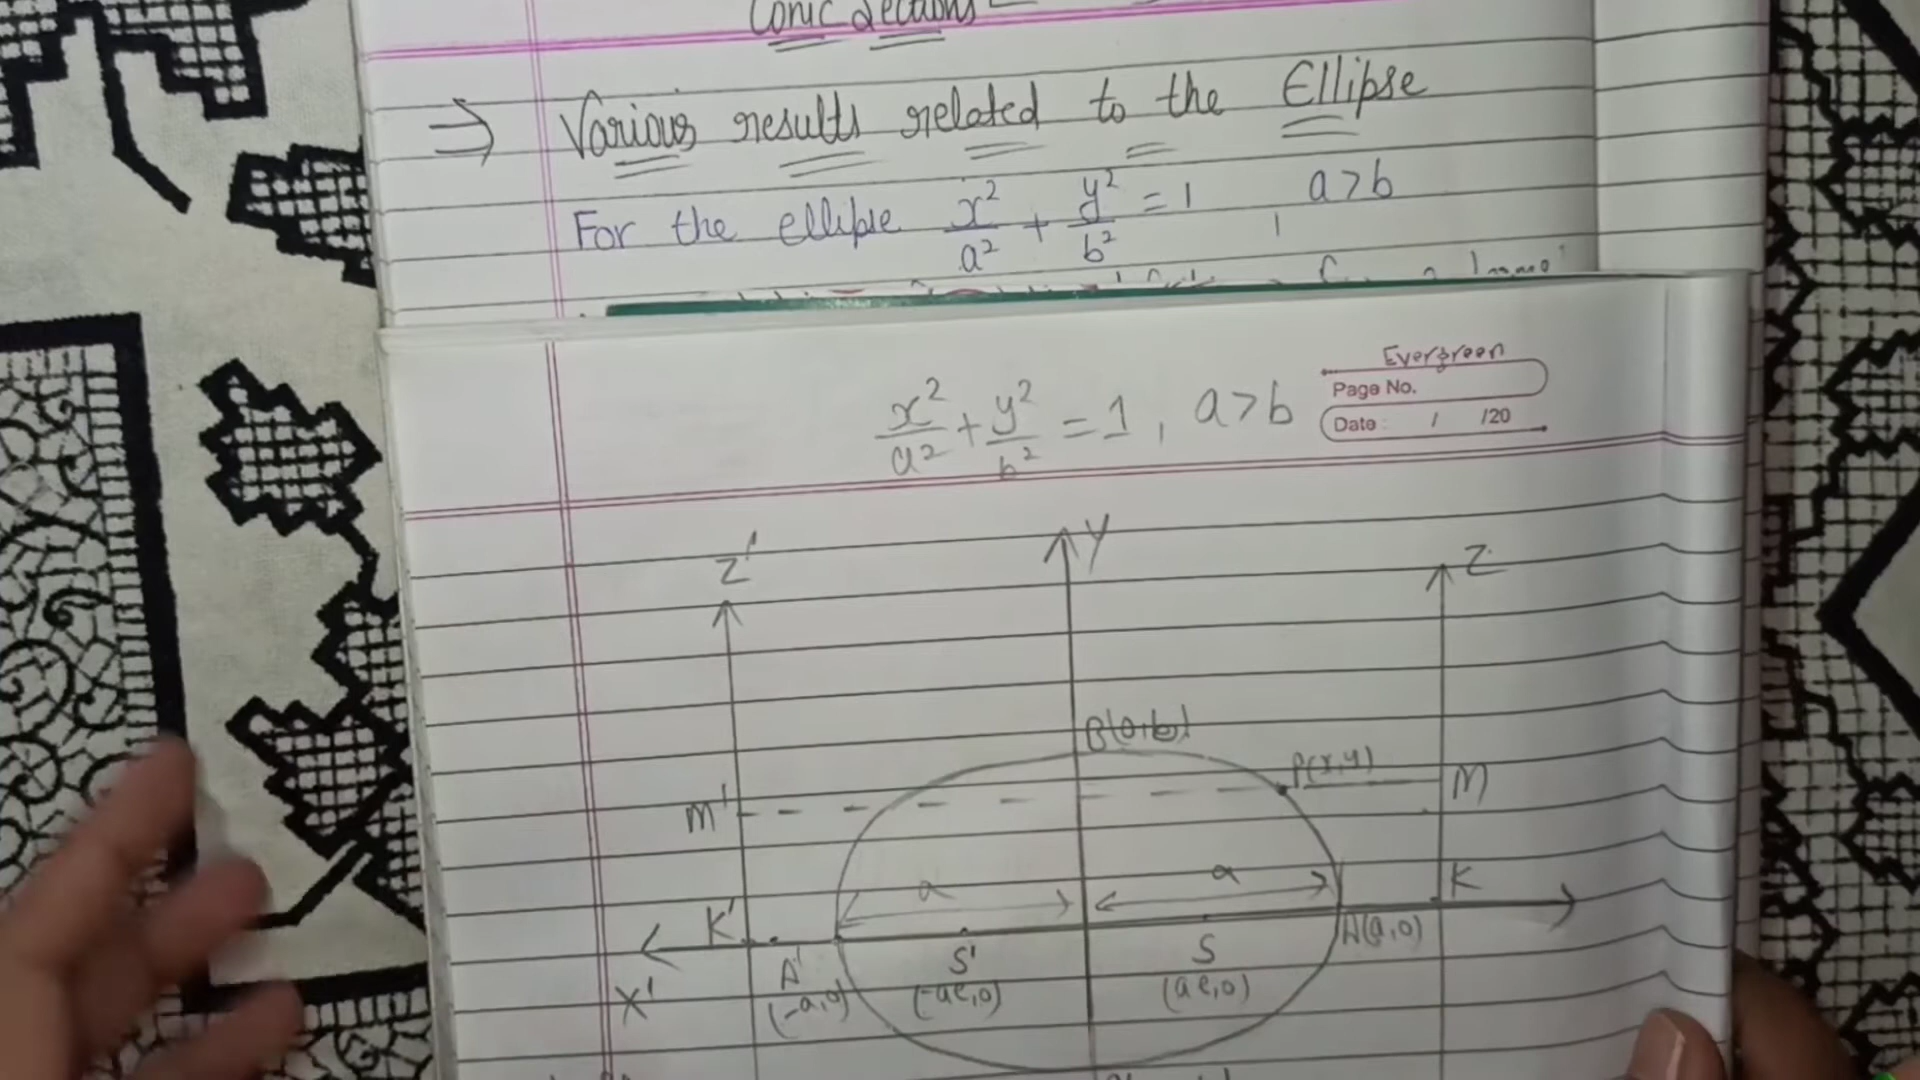 Conic Sections
⇒ Various results related to the Ellipse
For the ellipse x²/a² + y²/b² = 1, a>b
Evergreen
Page No.
Date : / /20
x²/a² + y²/b² = 1, a>b
Z' Y Z
B(0,b)
P(x,y)
M' M
a a
K' K
A(a,0)
A' S' S
X' (-a,0) (-ae,0) (ae,0)